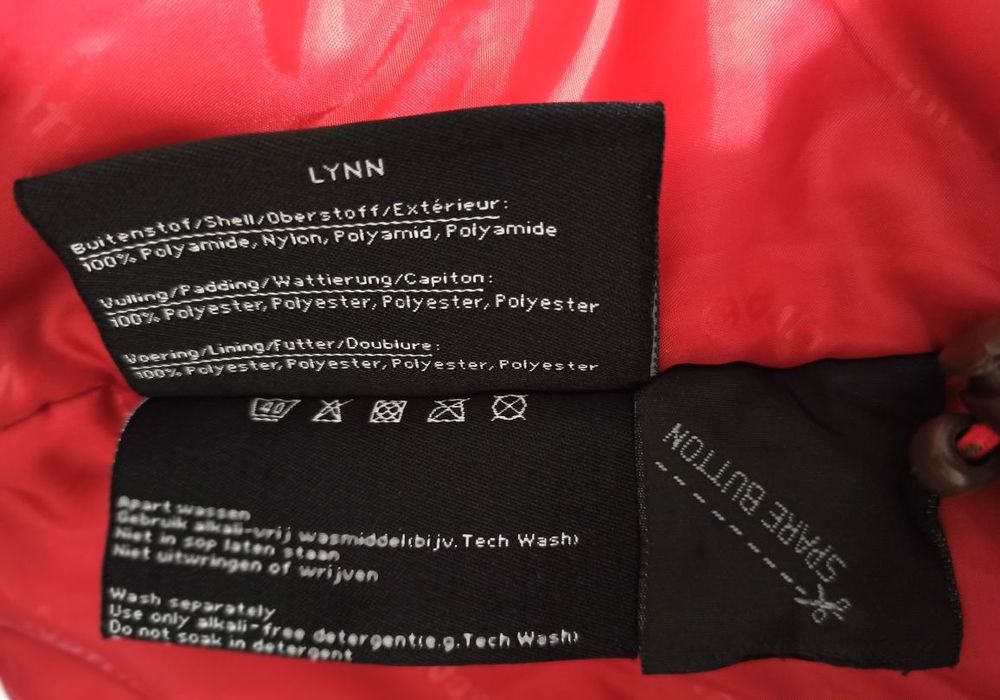 LYNN
Buitenstof/Shell/Oberstoff/Extérieur:
100% Polyamide, Nylon, Polyamid, Polyamide
Vulling/Padding/Wattierung/Capiton:
100% Polyester, Polyester, Polyester, Polyester
Voering/Lining/Futter/Doublure:
100% Polyester, Polyester, Polyester, Polyester
40
Apart wassen
Gebruik alkali-vrij wasmiddel(bijv. Tech Wash)
Niet in sop laten staan
Niet uitwringen of wrijven
Wash separately
Use only alkali-free detergent(e.g. Tech Wash)
Do not soak in detergent
SPARE BUTTON